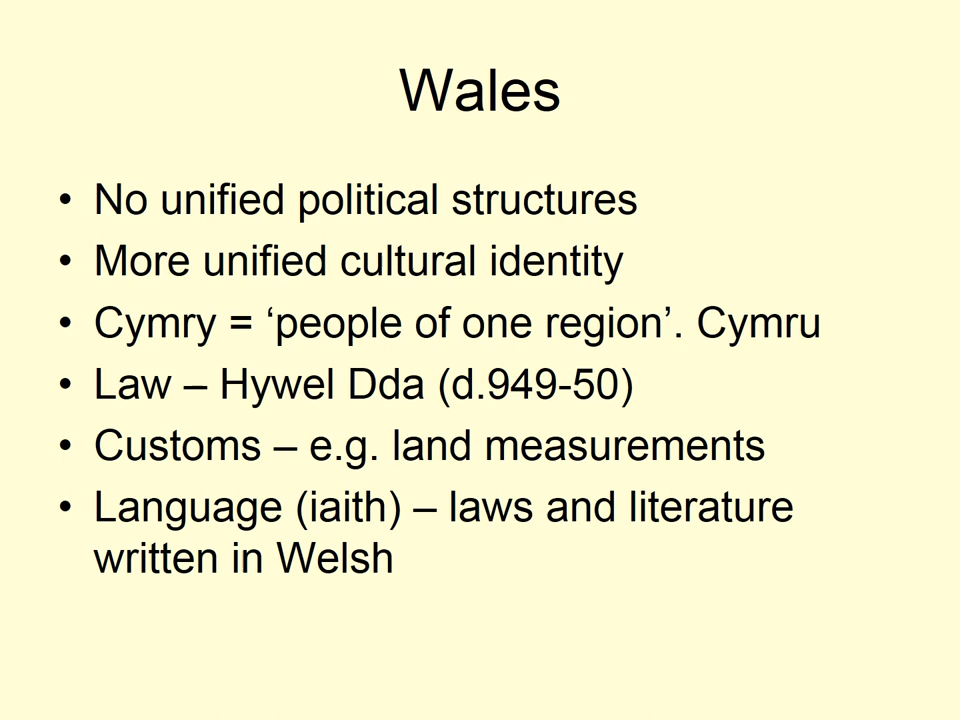 Wales
• No unified political structures
• More unified cultural identity
• Cymry = ‘people of one region’. Cymru
• Law – Hywel Dda (d.949-50)
• Customs – e.g. land measurements
• Language (iaith) – laws and literature
written in Welsh